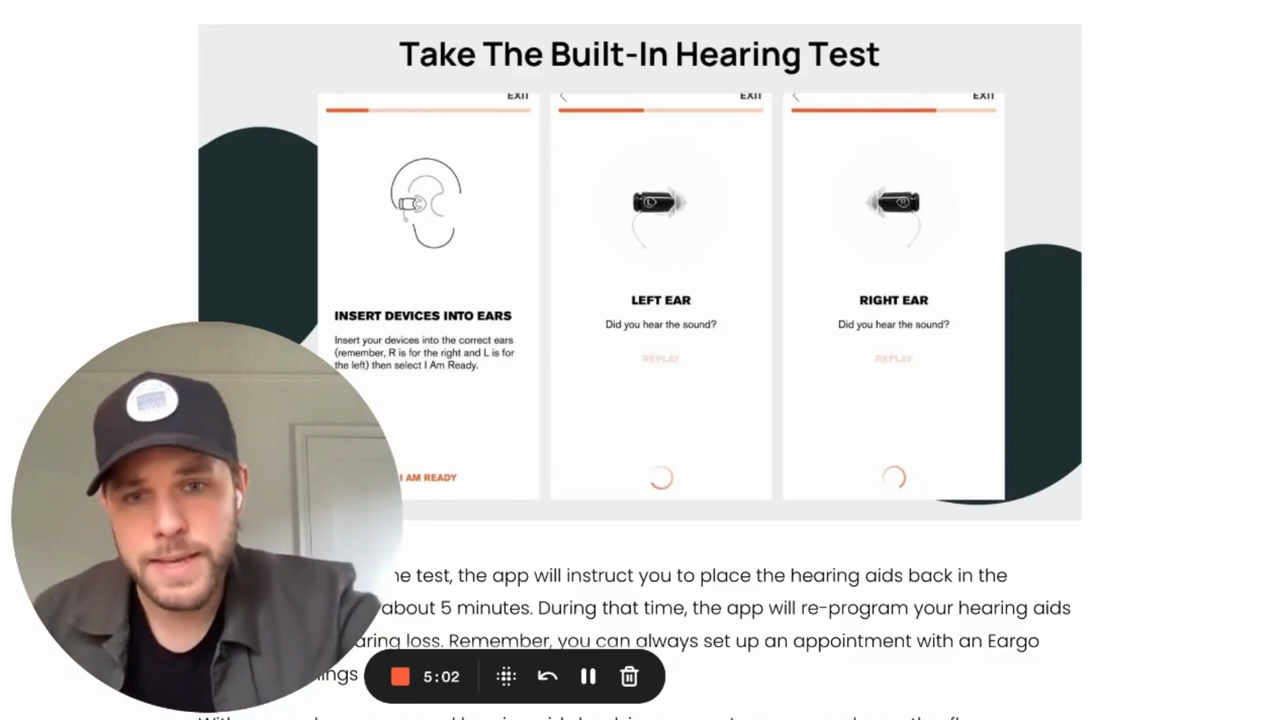 Take The Built-In Hearing Test
EXIT
EXIT
EXIT
INSERT DEVICES INTO EARS
Insert your devices into the correct ears
(remember, R is for the right and L is for
the left) then select I Am Ready.
I AM READY
L
LEFT EAR
Did you hear the sound?
REPLAY
R
RIGHT EAR
Did you hear the sound?
REPLAY
he test, the app will instruct you to place the hearing aids back in the
about 5 minutes. During that time, the app will re-program your hearing aids
aring loss. Remember, you can always set up an appointment with an Eargo
ings
5:02